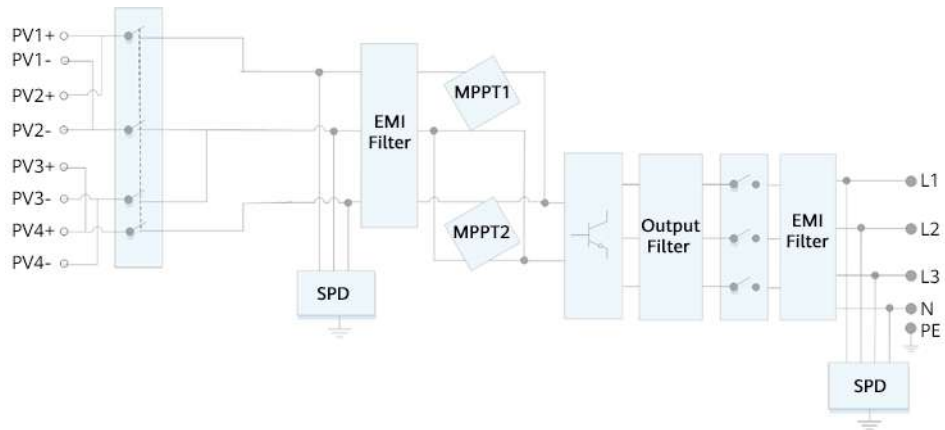 PV1+
PV1-
PV2+
PV2-
PV3+
PV3-
PV4+
PV4-
EMI
Filter
SPD
MPPT1
MPPT2
Output
Filter
EMI
Filter
L1
L2
L3
N
PE
SPD